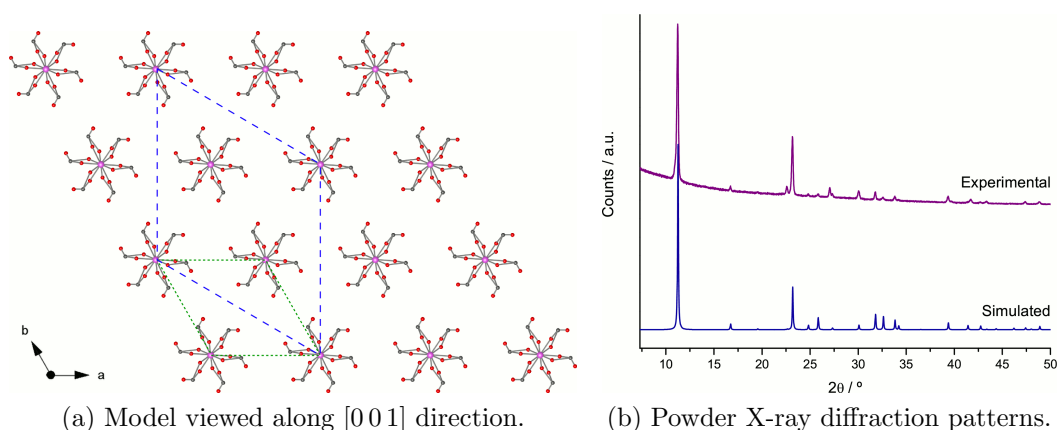 b
a
(a) Model viewed along [0 0 1] direction.
Counts / a.u.
Experimental
Simulated
10 15 20 25 30 35 40 45 50
2θ / º
(b) Powder X-ray diffraction patterns.